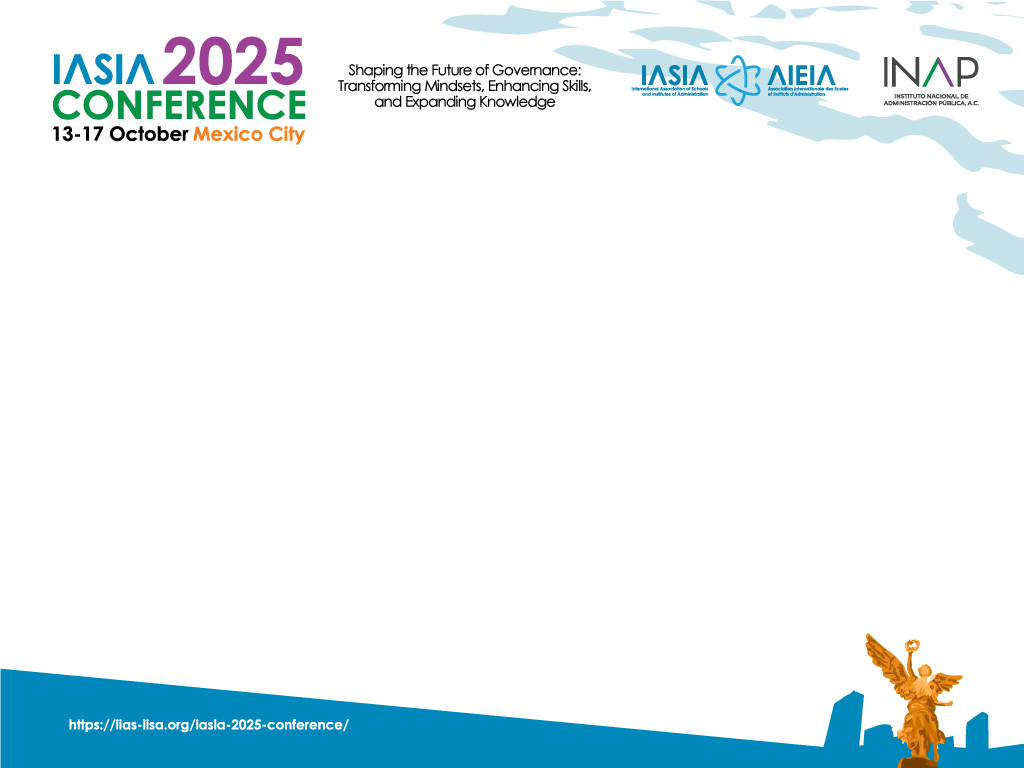 IASIA 2025
CONFERENCE
13-17 October Mexico City
Shaping the Future of Governance:
Transforming Mindsets, Enhancing Skills,
and Expanding Knowledge
IASIA
International Association of Schools
and Institutes of Administration
AIEIA
Association Internationale des Ecoles
et Instituts d'Administration
INAP
INSTITUTO NACIONAL DE
ADMINISTRACIÓN PÚBLICA, A.C.
https://iias-iisa.org/iasia-2025-conference/